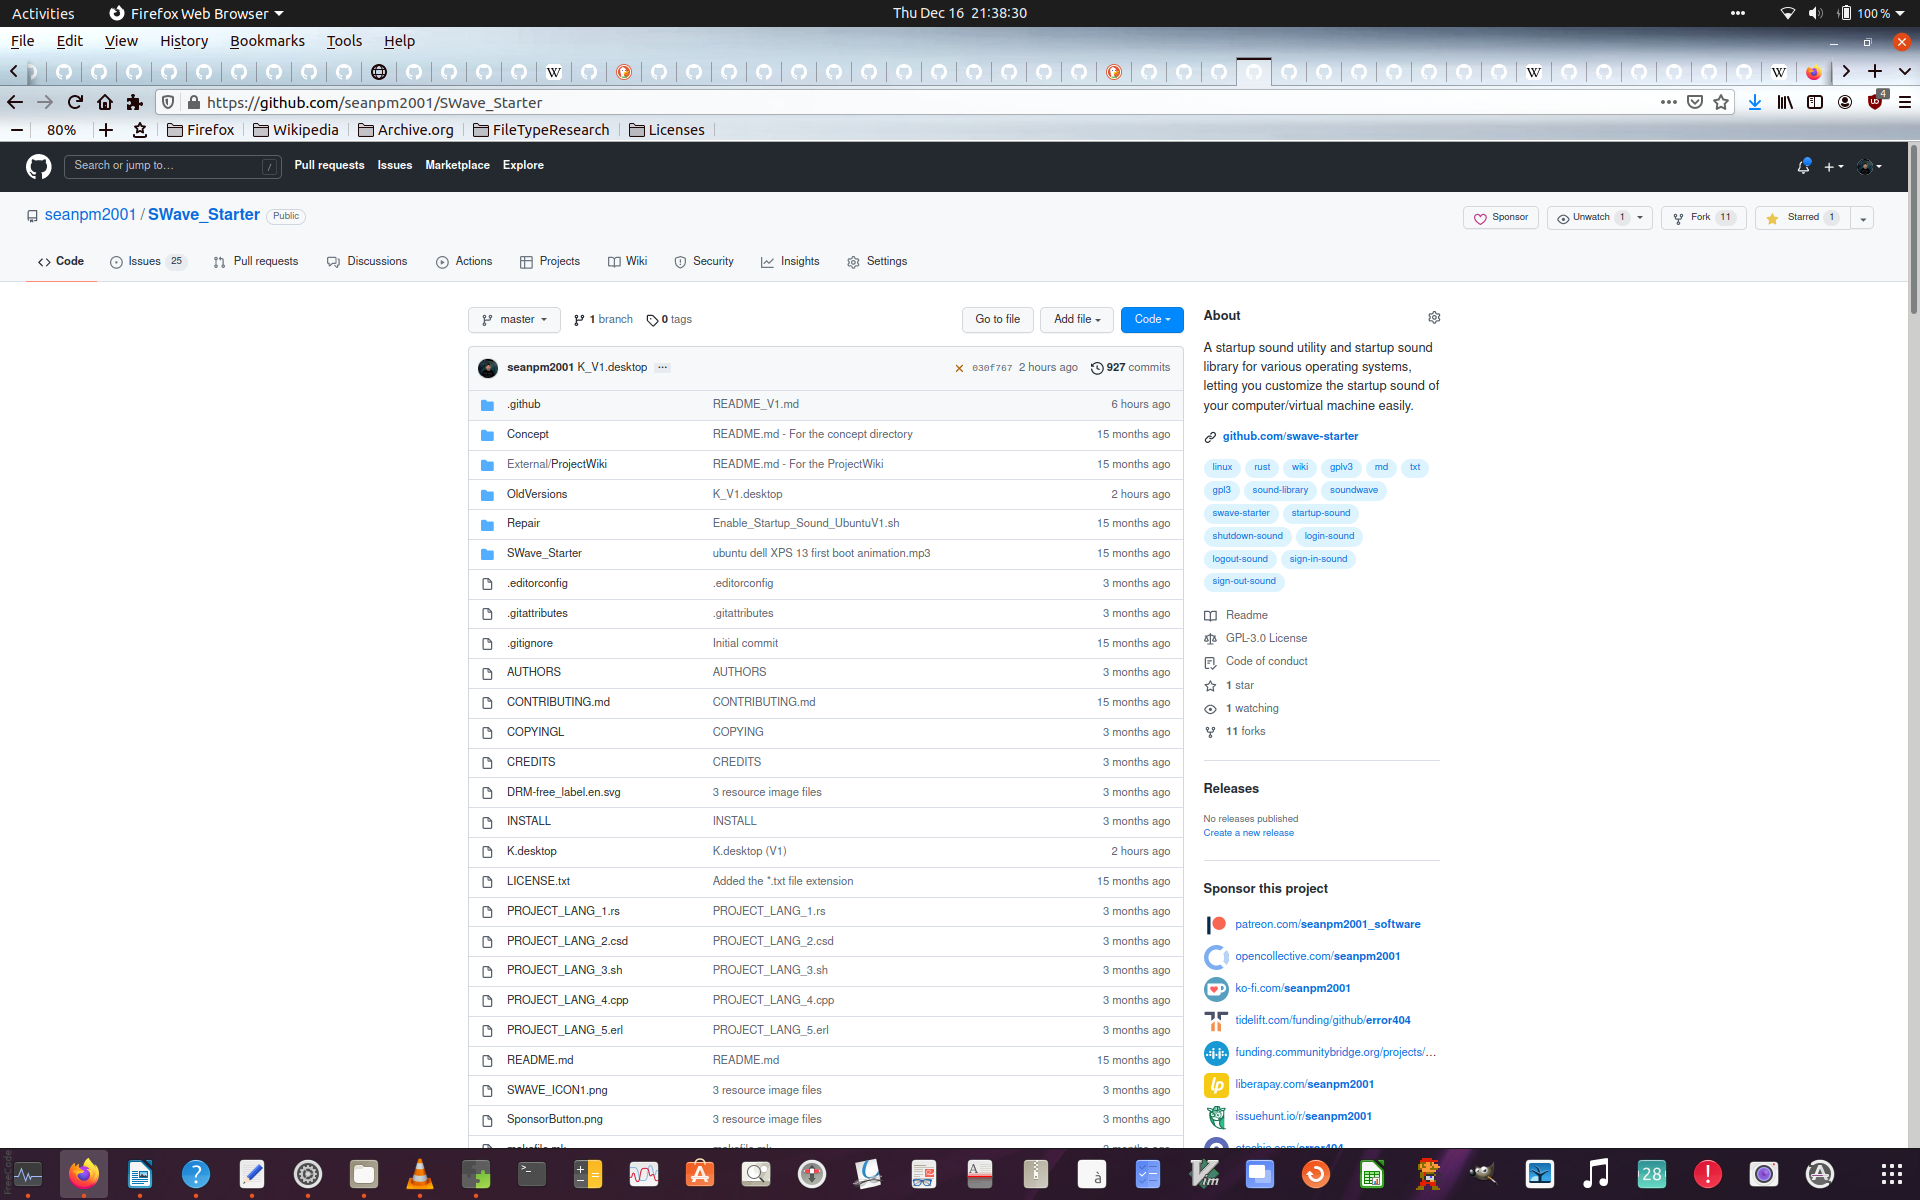 Activities Firefox Web Browser Thu Dec 16 21:38:30 100 %
File Edit View History Bookmarks Tools Help
https://github.com/seanpm2001/SWave_Starter 4
80% Firefox Wikipedia Archive.org FileTypeResearch Licenses
Search or jump to... / Pull requests Issues Marketplace Explore
seanpm2001 / SWave_Starter Public Sponsor Unwatch 1 Fork 11 Starred 1
Code Issues 25 Pull requests Discussions Actions Projects Wiki Security Insights Settings
master 1 branch 0 tags Go to file Add file Code
seanpm2001 K_V1.desktop ... 030f767 2 hours ago 927 commits
.github README_V1.md 6 hours ago
Concept README.md - For the concept directory 15 months ago
External/ProjectWiki README.md - For the ProjectWiki 15 months ago
OldVersions K_V1.desktop 2 hours ago
Repair Enable_Startup_Sound_UbuntuV1.sh 15 months ago
SWave_Starter ubuntu dell XPS 13 first boot animation.mp3 15 months ago
.editorconfig .editorconfig 3 months ago
.gitattributes .gitattributes 3 months ago
.gitignore Initial commit 15 months ago
AUTHORS AUTHORS 3 months ago
CONTRIBUTING.md CONTRIBUTING.md 15 months ago
COPYINGL COPYING 3 months ago
CREDITS CREDITS 3 months ago
DRM-free_label.en.svg 3 resource image files 3 months ago
INSTALL INSTALL 3 months ago
K.desktop K.desktop (V1) 2 hours ago
LICENSE.txt Added the *.txt file extension 15 months ago
PROJECT_LANG_1.rs PROJECT_LANG_1.rs 3 months ago
PROJECT_LANG_2.csd PROJECT_LANG_2.csd 3 months ago
PROJECT_LANG_3.sh PROJECT_LANG_3.sh 3 months ago
PROJECT_LANG_4.cpp PROJECT_LANG_4.cpp 3 months ago
PROJECT_LANG_5.erl PROJECT_LANG_5.erl 3 months ago
README.md README.md 15 months ago
SWAVE_ICON1.png 3 resource image files 3 months ago
SponsorButton.png 3 resource image files 3 months ago
About
A startup sound utility and startup sound
library for various operating systems,
letting you customize the startup sound of
your computer/virtual machine easily.
github.com/swave-starter
linux rust wiki gplv3 md txt
gpl3 sound-library soundwave
swave-starter startup-sound
shutdown-sound login-sound
logout-sound sign-in-sound
sign-out-sound
Readme
GPL-3.0 License
Code of conduct
1 star
1 watching
11 forks
Releases
No releases published
Create a new release
Sponsor this project
patreon.com/seanpm2001_software
opencollective.com/seanpm2001
ko-fi.com/seanpm2001
tidelift.com/funding/github/error404
funding.communitybridge.org/projects/...
liberapay.com/seanpm2001
issuehunt.io/r/seanpm2001
28